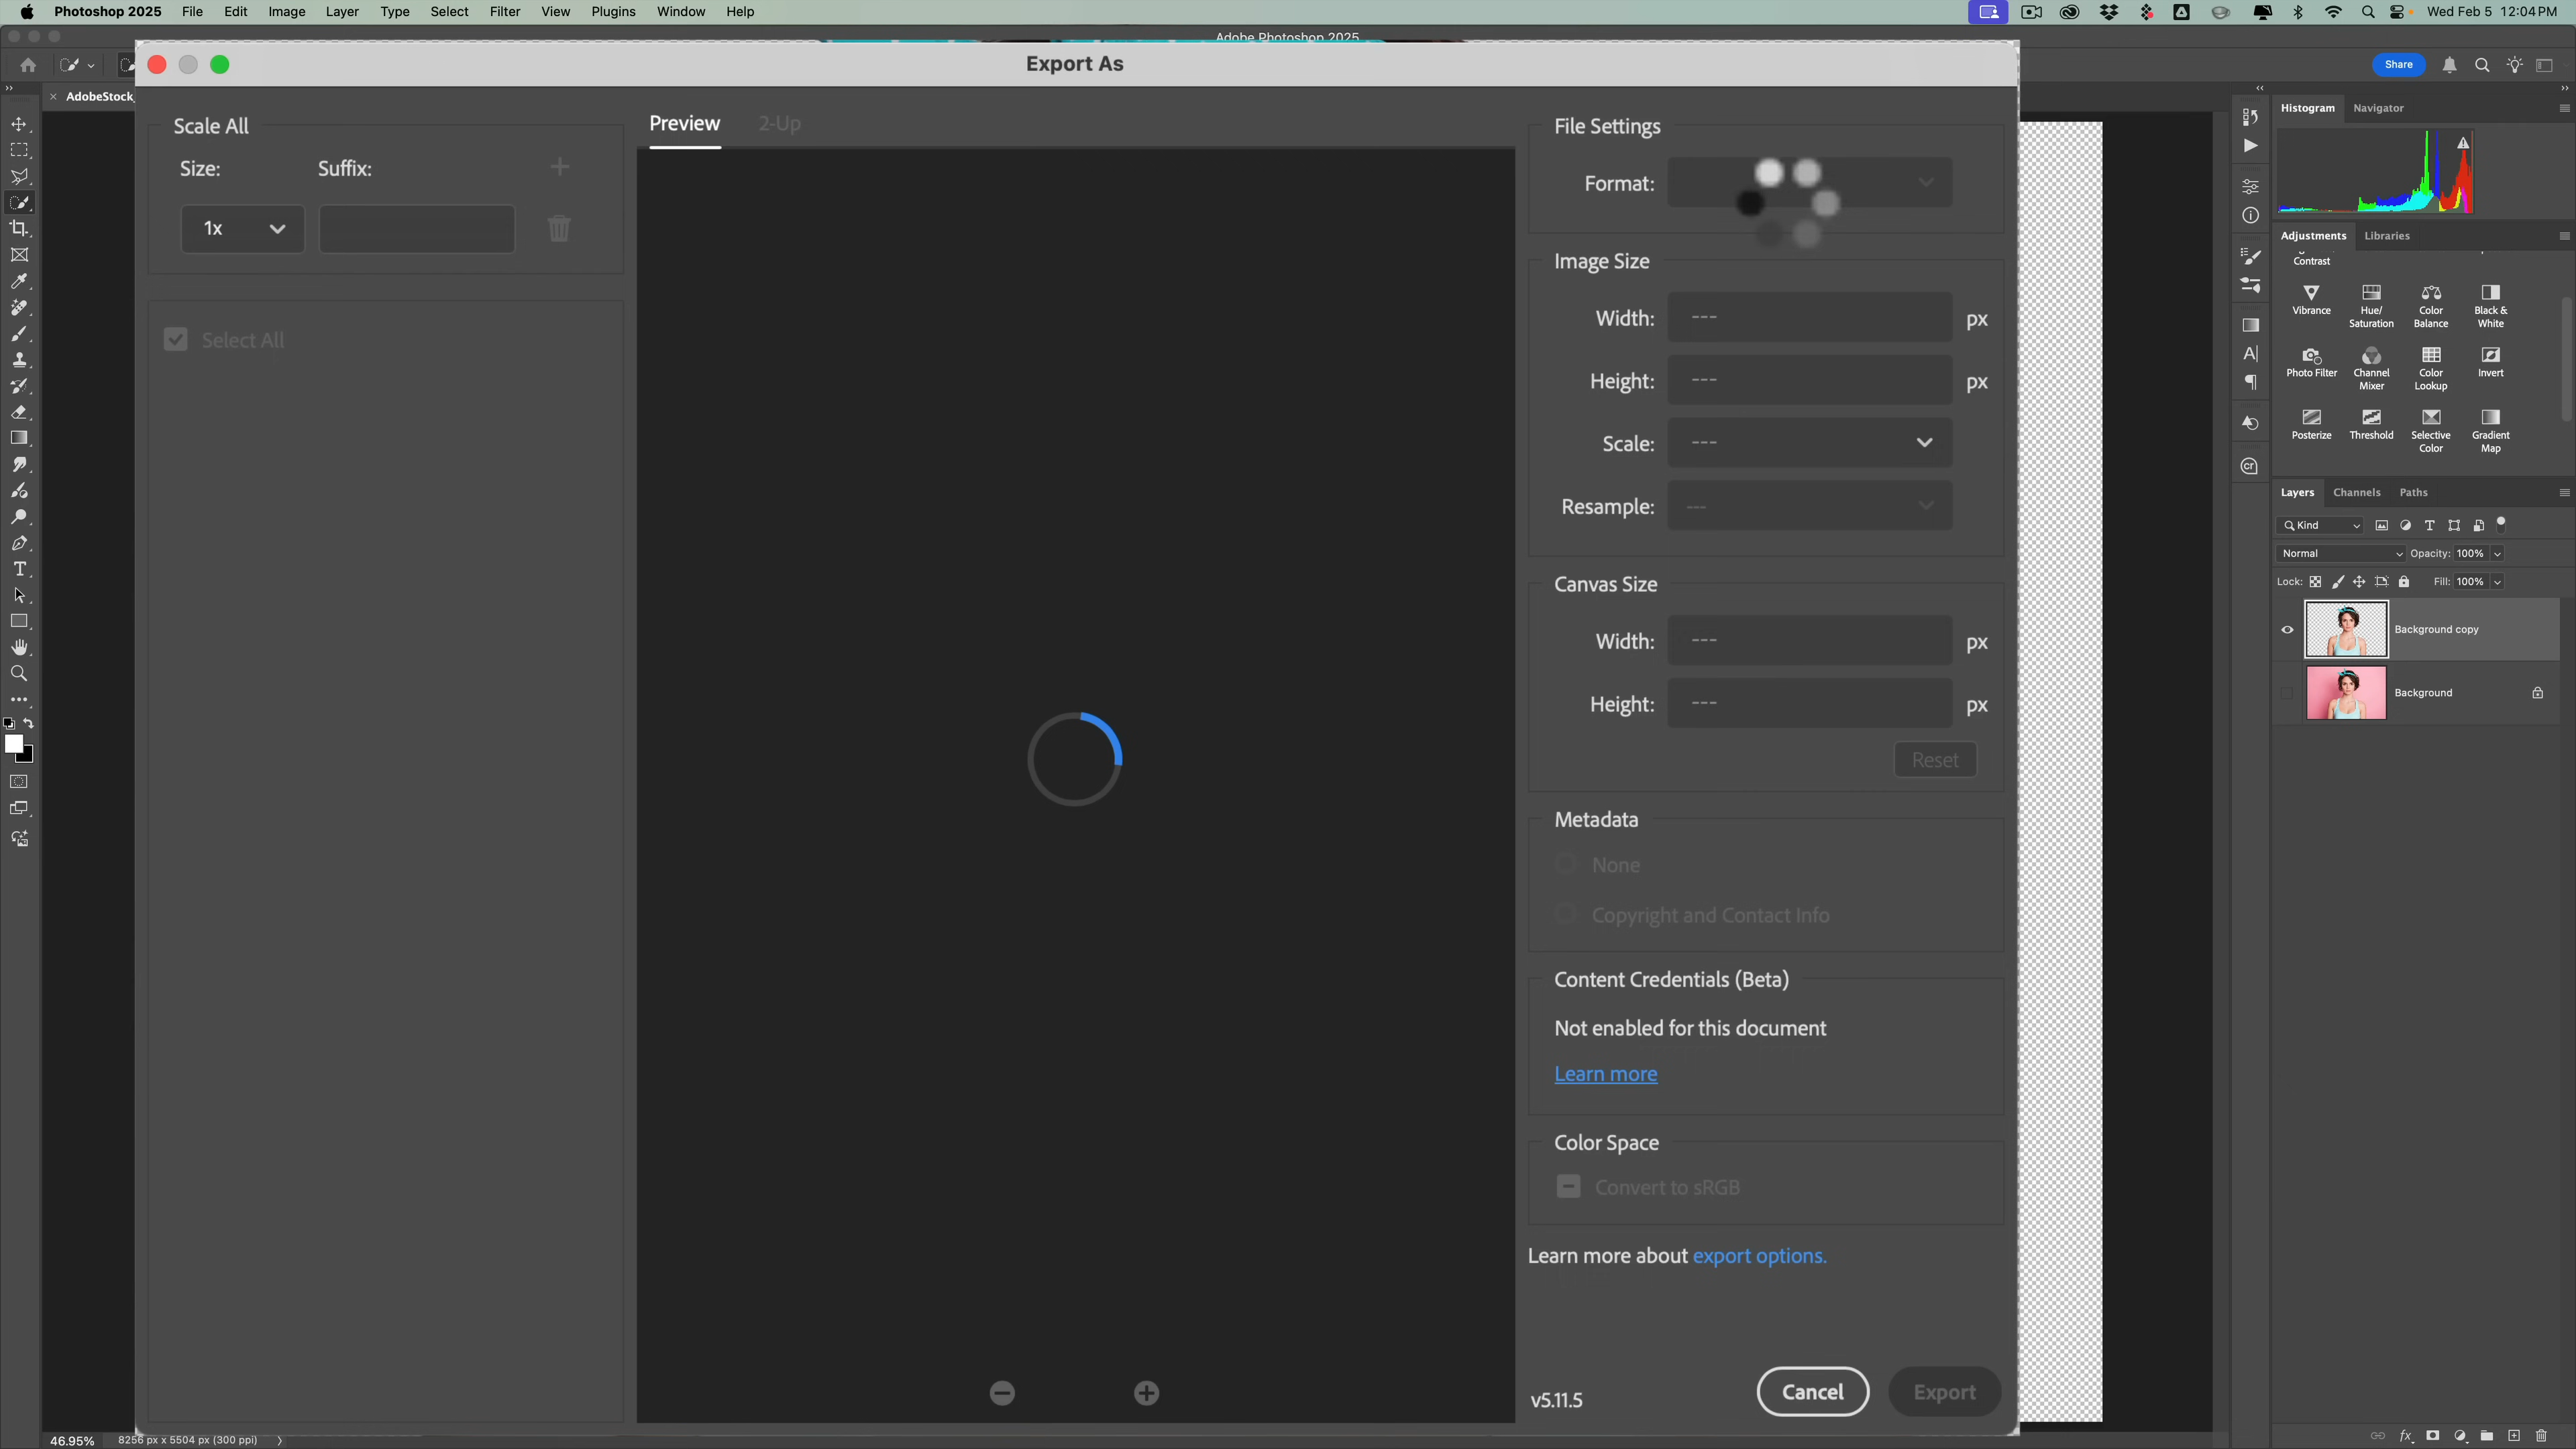 Photoshop 2025 File Edit Image Layer Type Select Filter View Plugins Window Help
Wed Feb 5 12:04 PM
Adobe Photoshop 2025
Export As
Share
AdobeStock_
Scale All
Size: Suffix:
1x
Select All
Preview 2-Up
File Settings
Format:
Image Size
Width: --- px
Height: --- px
Scale: ---
Resample: ---
Canvas Size
Width: --- px
Height: --- px
Reset
Metadata
None
Copyright and Contact Info
Content Credentials (Beta)
Not enabled for this document
Learn more
Color Space
Convert to sRGB
Learn more about export options.
v5.11.5
Cancel Export
Histogram Navigator
Adjustments Libraries
Contrast
Vibrance
Hue/
Saturation
Color
Balance
Black &
White
Photo Filter
Channel
Mixer
Color
Lookup
Invert
Posterize
Threshold
Selective
Color
Gradient
Map
Layers Channels Paths
Kind
Normal Opacity: 100%
Lock: Fill: 100%
Background copy
Background
46.95% 8256 px x 5504 px (300 ppi)